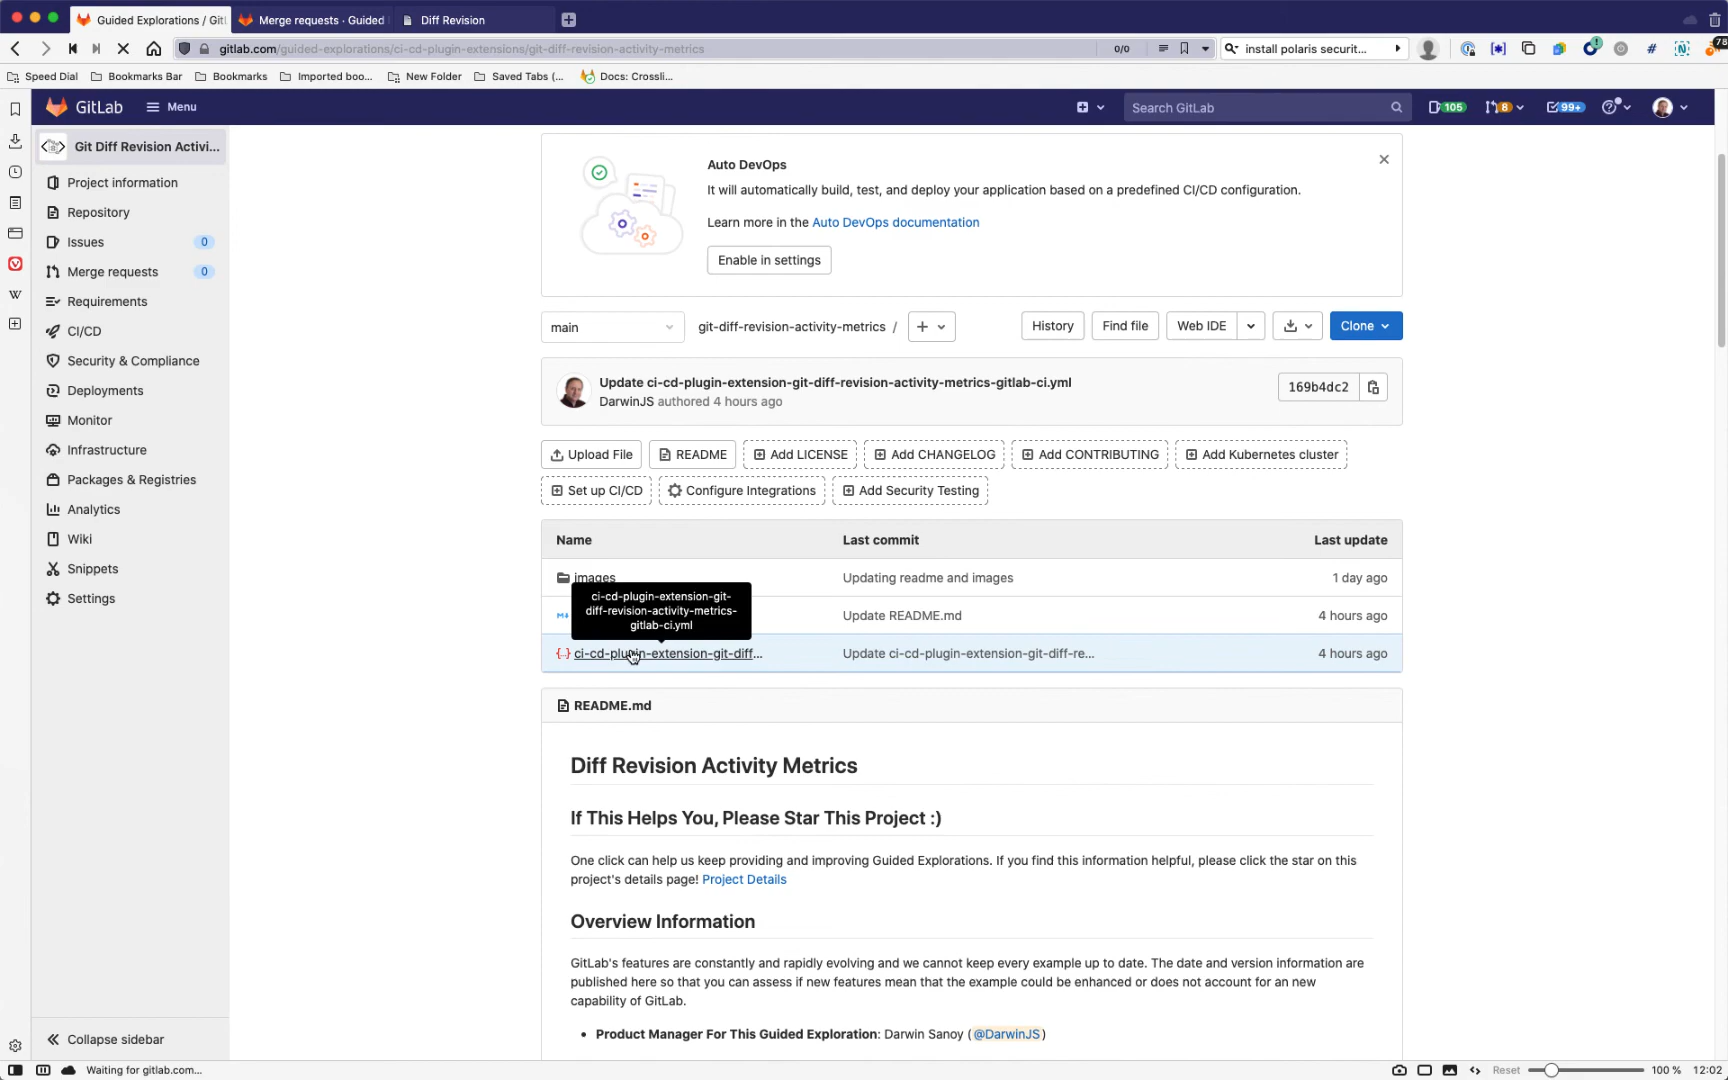 Guided Explorations / Git
Merge requests · Guided
Diff Revision
gitlab.com/guided-explorations/ci-cd-plugin-extensions/git-diff-revision-activity-metrics
0/0
install polaris securit...
78
Speed Dial
Bookmarks Bar
Bookmarks
Imported boo...
New Folder
Saved Tabs (...
Docs: Crossli...
GitLab
Menu
Search GitLab
105
8
99+
Git Diff Revision Activi...
Project information
Repository
Issues 0
Merge requests 0
Requirements
CI/CD
Security & Compliance
Deployments
Monitor
Infrastructure
Packages & Registries
Analytics
Wiki
Snippets
Settings
Collapse sidebar
Auto DevOps
It will automatically build, test, and deploy your application based on a predefined CI/CD configuration.
Learn more in the Auto DevOps documentation
Enable in settings
main
git-diff-revision-activity-metrics /
History
Find file
Web IDE
Clone
Update ci-cd-plugin-extension-git-diff-revision-activity-metrics-gitlab-ci.yml
DarwinJS authored 4 hours ago
169b4dc2
Upload File
README
Add LICENSE
Add CHANGELOG
Add CONTRIBUTING
Add Kubernetes cluster
Set up CI/CD
Configure Integrations
Add Security Testing
Name Last commit Last update
images Updating readme and images 1 day ago
ci-cd-plugin-extension-git-
diff-revision-activity-metrics-
gitlab-ci.yml
Update README.md 4 hours ago
ci-cd-plugin-extension-git-diff... Update ci-cd-plugin-extension-git-diff-re... 4 hours ago
README.md
Diff Revision Activity Metrics
If This Helps You, Please Star This Project :)
One click can help us keep providing and improving Guided Explorations. If you find this information helpful, please click the star on this
project's details page! Project Details
Overview Information
GitLab's features are constantly and rapidly evolving and we cannot keep every example up to date. The date and version information are
published here so that you can assess if new features mean that the example could be enhanced or does not account for an new
capability of GitLab.
• Product Manager For This Guided Exploration: Darwin Sanoy (@DarwinJS)
Waiting for gitlab.com...
Reset
100 %
12:02